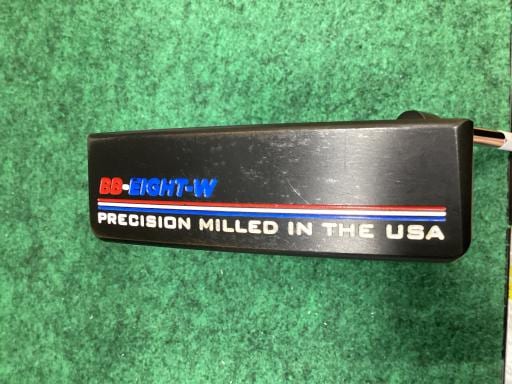 BB-EIGHT-W
PRECISION MILLED IN THE USA